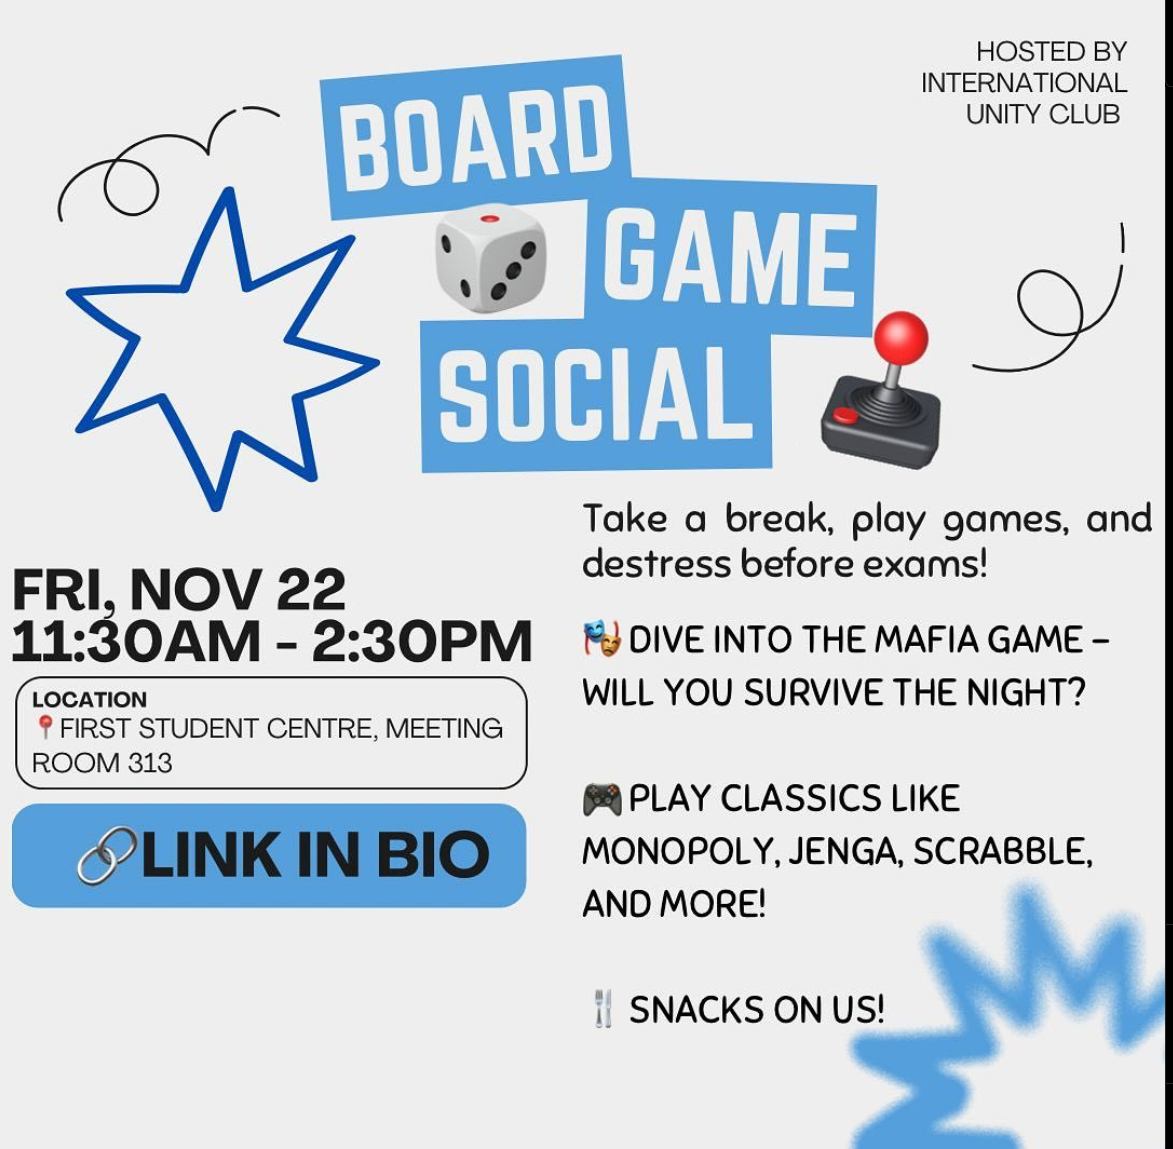 HOSTED BY
INTERNATIONAL
UNITY CLUB
BOARD
GAME
SOCIAL
Take a break, play games, and
destress before exams!
FRI, NOV 22
11:30AM - 2:30PM
LOCATION
📍FIRST STUDENT CENTRE, MEETING
ROOM 313
🔗LINK IN BIO
🎭DIVE INTO THE MAFIA GAME –
WILL YOU SURVIVE THE NIGHT?
🎮PLAY CLASSICS LIKE
MONOPOLY, JENGA, SCRABBLE,
AND MORE!
🍴 SNACKS ON US!